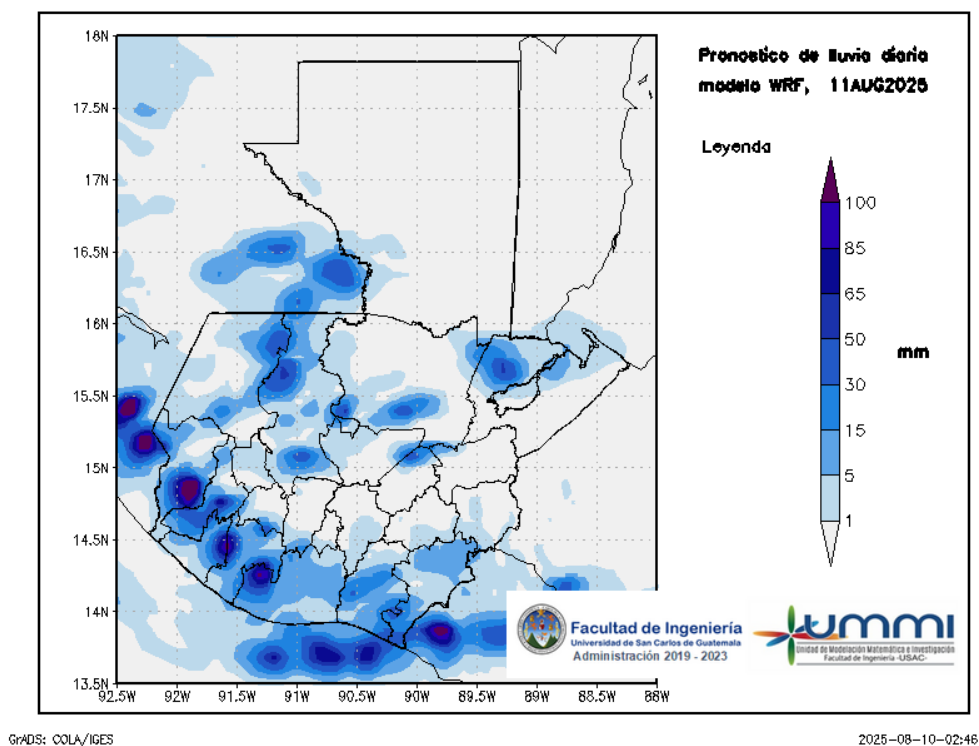 18N
17.5N
17N
16.5N
16N
15.5N
15N
14.5N
14N
13.5N
92.5W
92W
91.5W
91W
90.5W
90W
89.5W
89W
88.5W
88W
Pronostico de lluvia diaria
modelo WRF, 11AUG2025
Leyenda
100
85
65
50
30
15
5
1
mm
Facultad de Ingeniería
Universidad de San Carlos de Guatemala
Administración 2019 - 2023
ummi
Unidad de Modelación Matemática e Investigación
Facultad de Ingeniería -USAC-
GrADS: COLA/IGES
2025-08-10-02:46